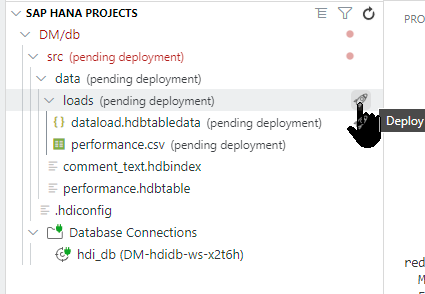 SAP HANA PROJECTS
PRO
DM/db
src (pending deployment)
data (pending deployment)
loads (pending deployment)
{ } dataload.hdbtabledata (pending deployment)
Deploy
performance.csv (pending deployment)
comment_text.hdbindex
performance.hdbtable
.hdiconfig
Database Connections
hdi_db (DM-hdidb-ws-x2t6h)
red
M